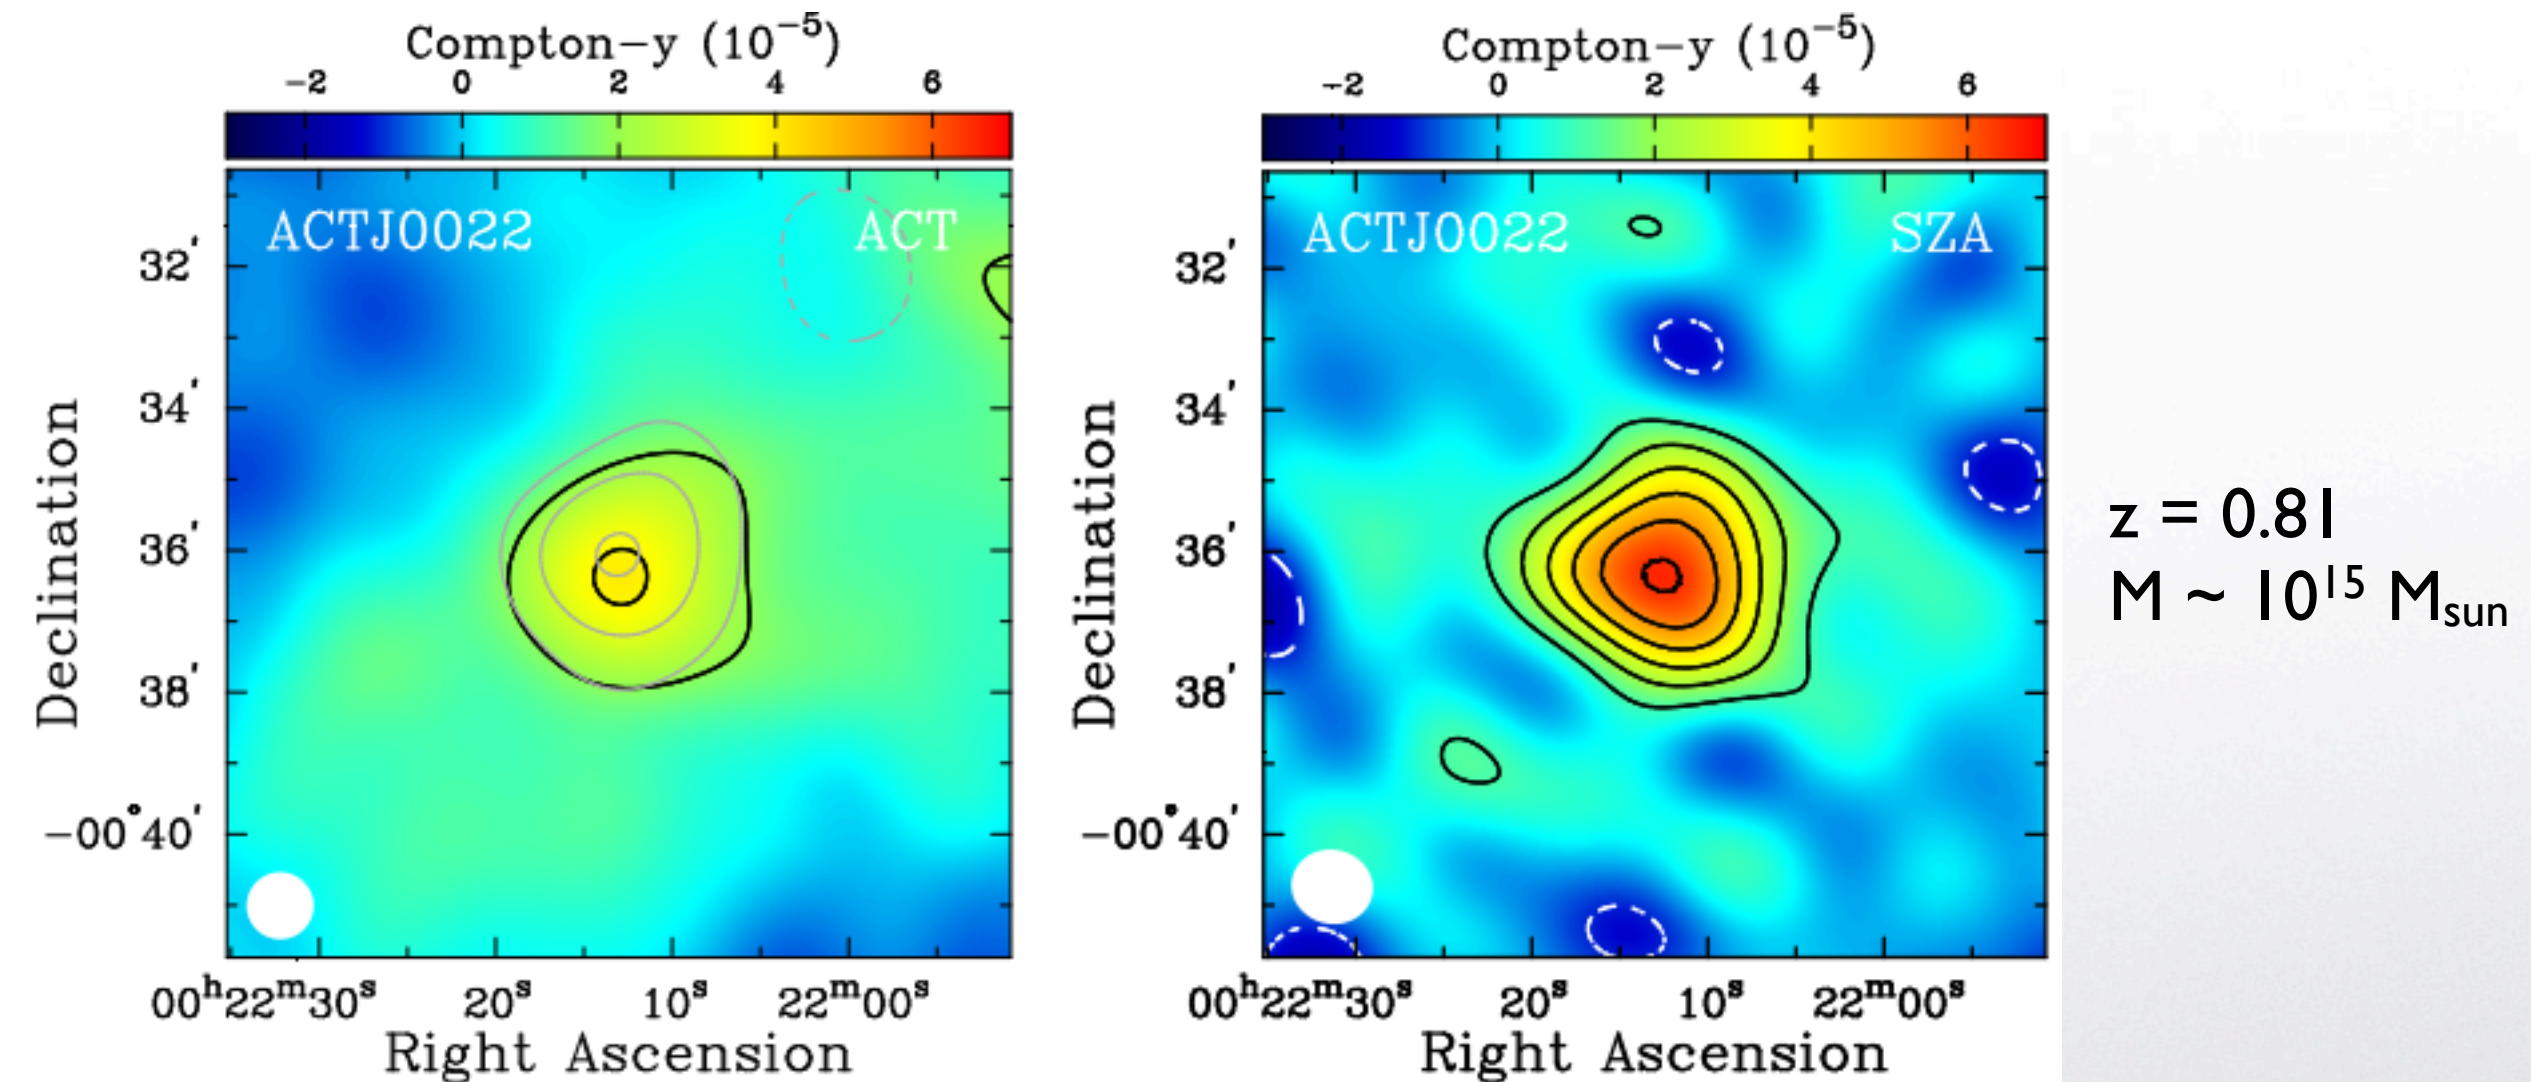 Compton−y (10⁻⁵)
−2 0 2 4 6
ACTJ0022 ACT
32′
34′
36′
38′
−00°40′
Declination
00ʰ22ᵐ30ˢ 20ˢ 10ˢ 22ᵐ00ˢ
Right Ascension
Compton−y (10⁻⁵)
−2 0 2 4 6
ACTJ0022 SZA
32′
34′
36′
38′
−00°40′
Declination
00ʰ22ᵐ30ˢ 20ˢ 10ˢ 22ᵐ00ˢ
Right Ascension
z = 0.81
M ~ 10¹⁵ Msun